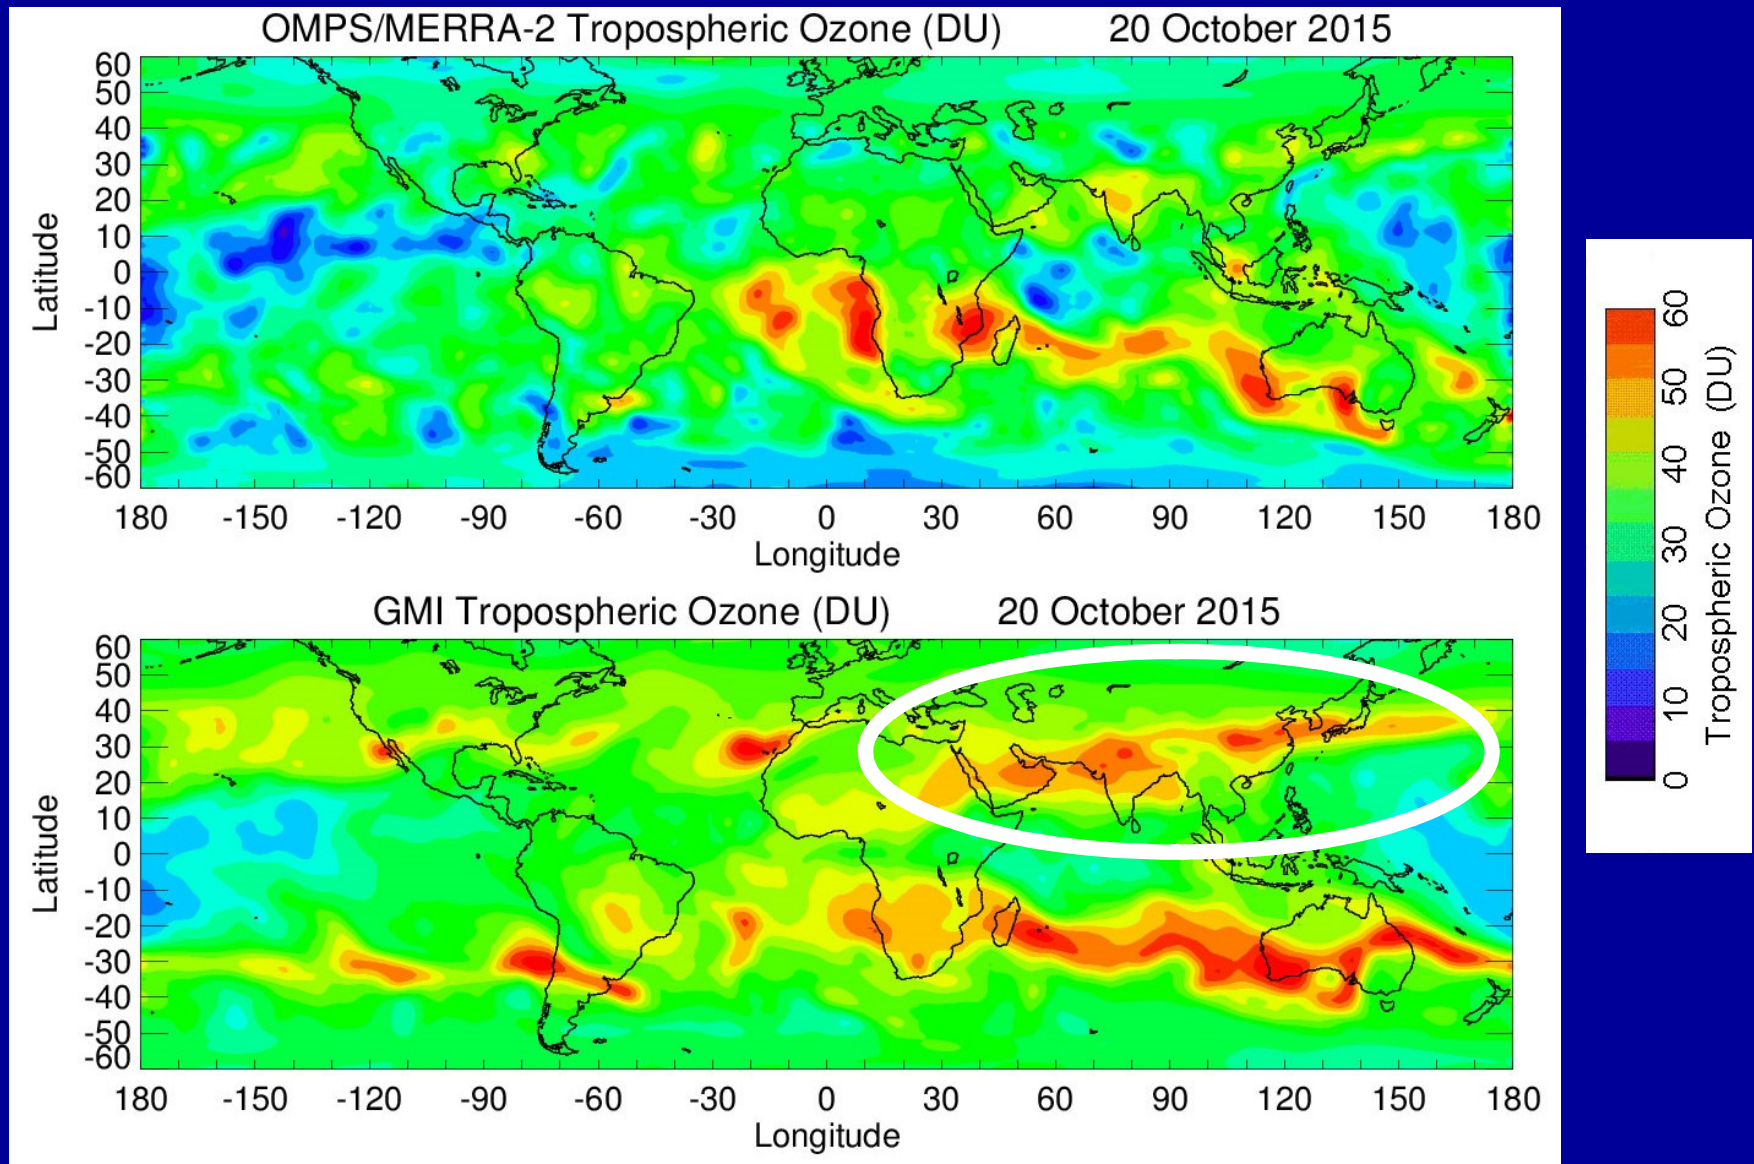 OMPS/MERRA-2 Tropospheric Ozone (DU) 20 October 2015
60
50
40
30
20
10
0
-10
-20
-30
-40
-50
-60
Latitude
180 -150 -120 -90 -60 -30 0 30 60 90 120 150 180
Longitude
GMI Tropospheric Ozone (DU) 20 October 2015
60
50
40
30
20
10
0
-10
-20
-30
-40
-50
-60
Latitude
180 -150 -120 -90 -60 -30 0 30 60 90 120 150 180
Longitude
0 10 20 30 40 50 60
Tropospheric Ozone (DU)